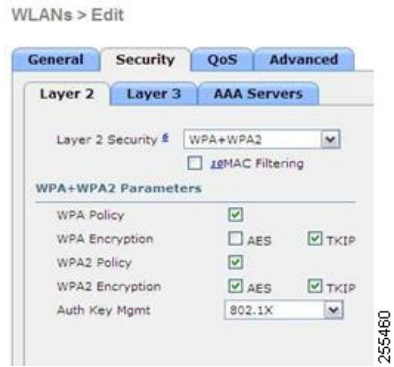 WLANs > Edit
General Security QoS Advanced
Layer 2 Layer 3 AAA Servers
Layer 2 Security 6 WPA+WPA2
10MAC Filtering
WPA+WPA2 Parameters
WPA Policy
WPA Encryption AES TKIP
WPA2 Policy
WPA2 Encryption AES TKIP
Auth Key Mgmt 802.1X
255460